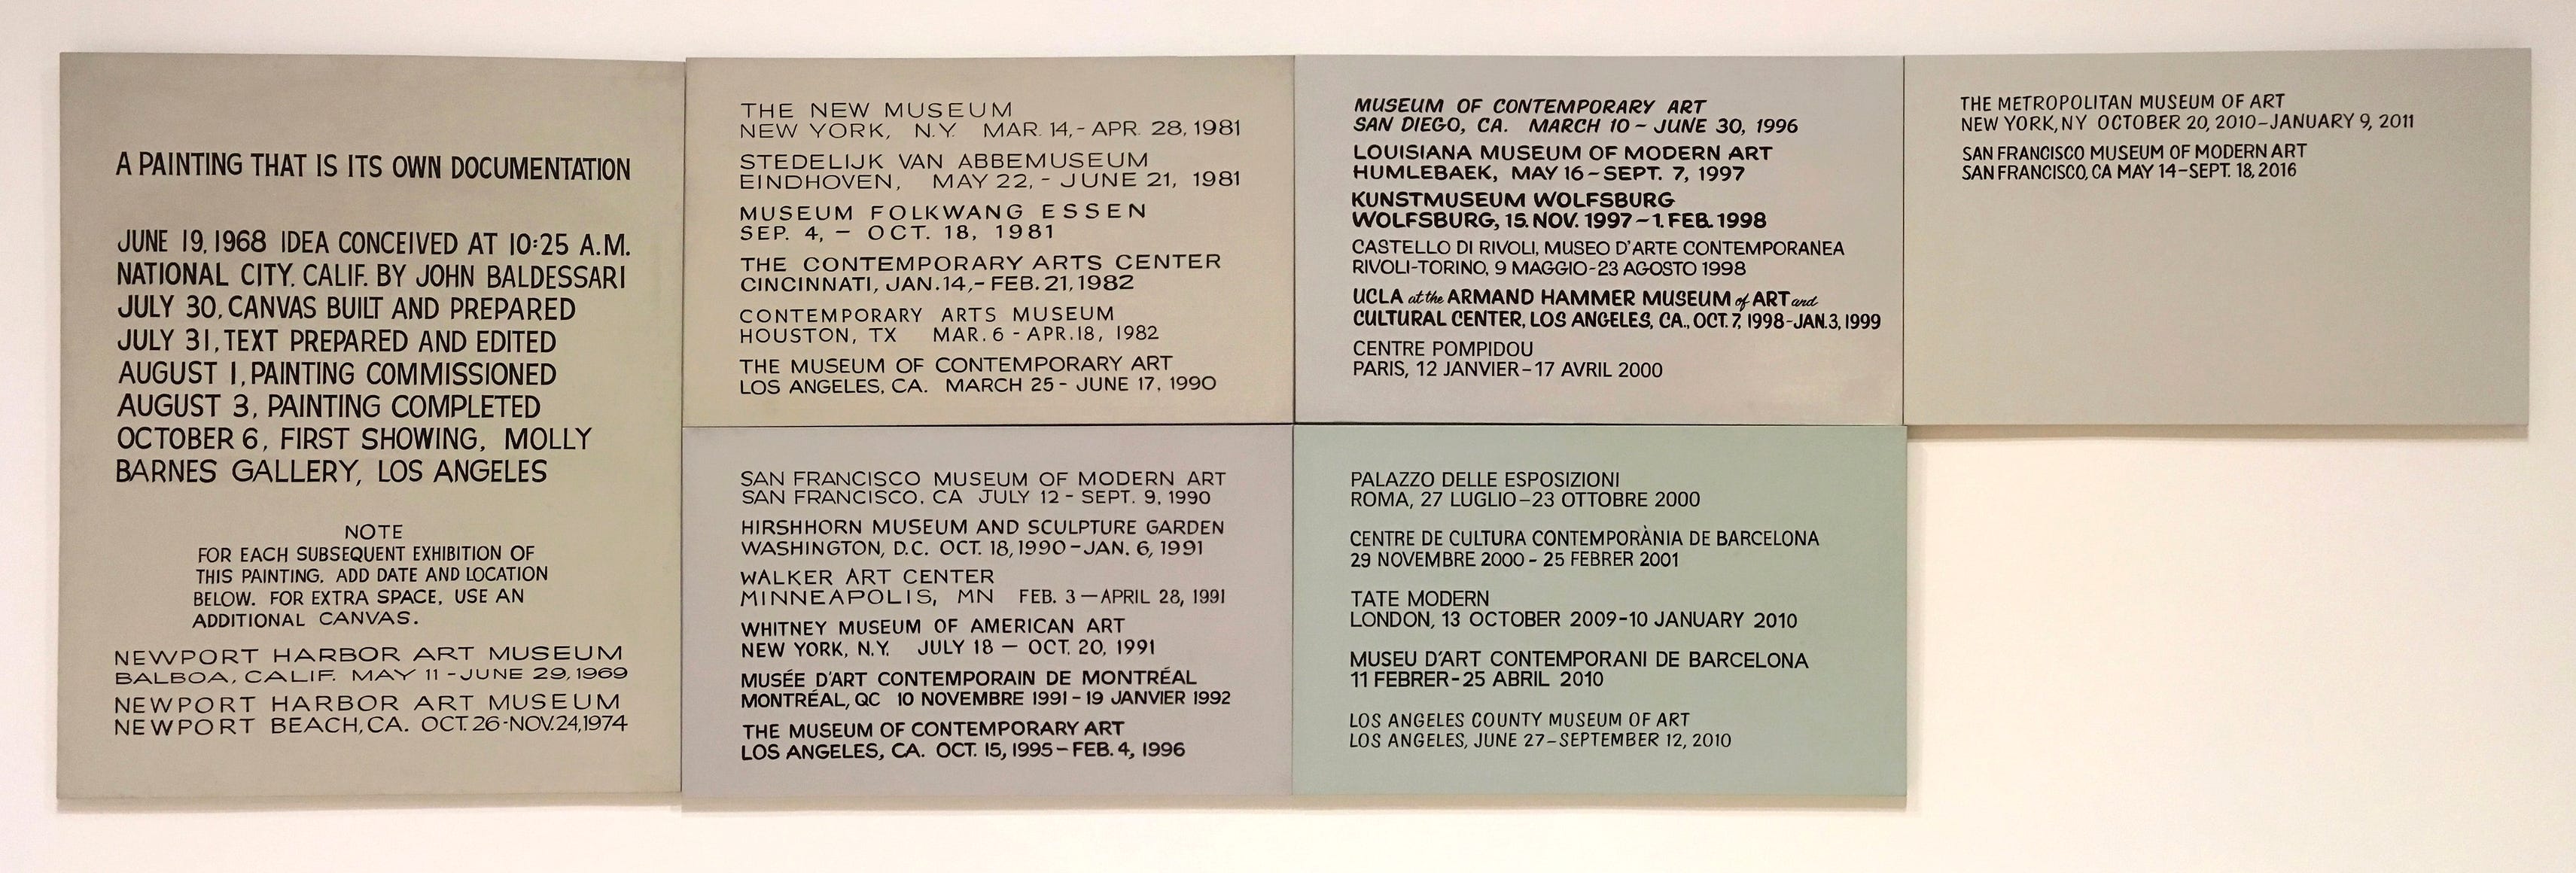 A PAINTING THAT IS ITS OWN DOCUMENTATION
JUNE 19, 1968 IDEA CONCEIVED AT 10:25 A.M.
NATIONAL CITY. CALIF. BY JOHN BALDESSARI
JULY 30, CANVAS BUILT AND PREPARED
JULY 31, TEXT PREPARED AND EDITED
AUGUST 1, PAINTING COMMISSIONED
AUGUST 3, PAINTING COMPLETED
OCTOBER 6, FIRST SHOWING, MOLLY
BARNES GALLERY, LOS ANGELES
NOTE
FOR EACH SUBSEQUENT EXHIBITION OF
THIS PAINTING, ADD DATE AND LOCATION
BELOW. FOR EXTRA SPACE, USE AN
ADDITIONAL CANVAS.
NEWPORT HARBOR ART MUSEUM
BALBOA, CALIF. MAY 11 - JUNE 29, 1969
NEWPORT HARBOR ART MUSEUM
NEWPORT BEACH, CA. OCT. 26 - NOV. 24, 1974
THE NEW MUSEUM
NEW YORK, N.Y. MAR. 14, - APR. 28, 1981
STEDELIJK VAN ABBEMUSEUM
EINDHOVEN, MAY 22, - JUNE 21, 1981
MUSEUM FOLKWANG ESSEN
SEP. 4, — OCT. 18, 1981
THE CONTEMPORARY ARTS CENTER
CINCINNATI, JAN. 14, - FEB. 21, 1982
CONTEMPORARY ARTS MUSEUM
HOUSTON, TX MAR. 6 - APR. 18, 1982
THE MUSEUM OF CONTEMPORARY ART
LOS ANGELES, CA. MARCH 25 - JUNE 17, 1990
SAN FRANCISCO MUSEUM OF MODERN ART
SAN FRANCISCO, CA JULY 12 - SEPT. 9, 1990
HIRSHHORN MUSEUM AND SCULPTURE GARDEN
WASHINGTON, D.C. OCT. 18, 1990 - JAN. 6, 1991
WALKER ART CENTER
MINNEAPOLIS, MN FEB. 3 — APRIL 28, 1991
WHITNEY MUSEUM OF AMERICAN ART
NEW YORK, N.Y. JULY 18 — OCT. 20, 1991
MUSÉE D'ART CONTEMPORAIN DE MONTRÉAL
MONTRÉAL, QC 10 NOVEMBRE 1991 - 19 JANVIER 1992
THE MUSEUM OF CONTEMPORARY ART
LOS ANGELES, CA. OCT. 15, 1995 – FEB. 4, 1996
MUSEUM OF CONTEMPORARY ART
SAN DIEGO, CA. MARCH 10 – JUNE 30, 1996
LOUISIANA MUSEUM OF MODERN ART
HUMLEBAEK, MAY 16 – SEPT. 7, 1997
KUNSTMUSEUM WOLFSBURG
WOLFSBURG, 15. NOV. 1997 – 1. FEB. 1998
CASTELLO DI RIVOLI, MUSEO D'ARTE CONTEMPORANEA
RIVOLI-TORINO, 9 MAGGIO-23 AGOSTO 1998
UCLA at the ARMAND HAMMER MUSEUM of ART and
CULTURAL CENTER, LOS ANGELES, CA., OCT. 7, 1998-JAN. 3, 1999
CENTRE POMPIDOU
PARIS, 12 JANVIER – 17 AVRIL 2000
PALAZZO DELLE ESPOSIZIONI
ROMA, 27 LUGLIO – 23 OTTOBRE 2000
CENTRE DE CULTURA CONTEMPORÀNIA DE BARCELONA
29 NOVEMBRE 2000 - 25 FEBRER 2001
TATE MODERN
LONDON, 13 OCTOBER 2009-10 JANUARY 2010
MUSEU D'ART CONTEMPORANI DE BARCELONA
11 FEBRER-25 ABRIL 2010
LOS ANGELES COUNTY MUSEUM OF ART
LOS ANGELES, JUNE 27–SEPTEMBER 12, 2010
THE METROPOLITAN MUSEUM OF ART
NEW YORK, NY OCTOBER 20, 2010–JANUARY 9, 2011
SAN FRANCISCO MUSEUM OF MODERN ART
SAN FRANCISCO, CA MAY 14–SEPT. 18, 2016